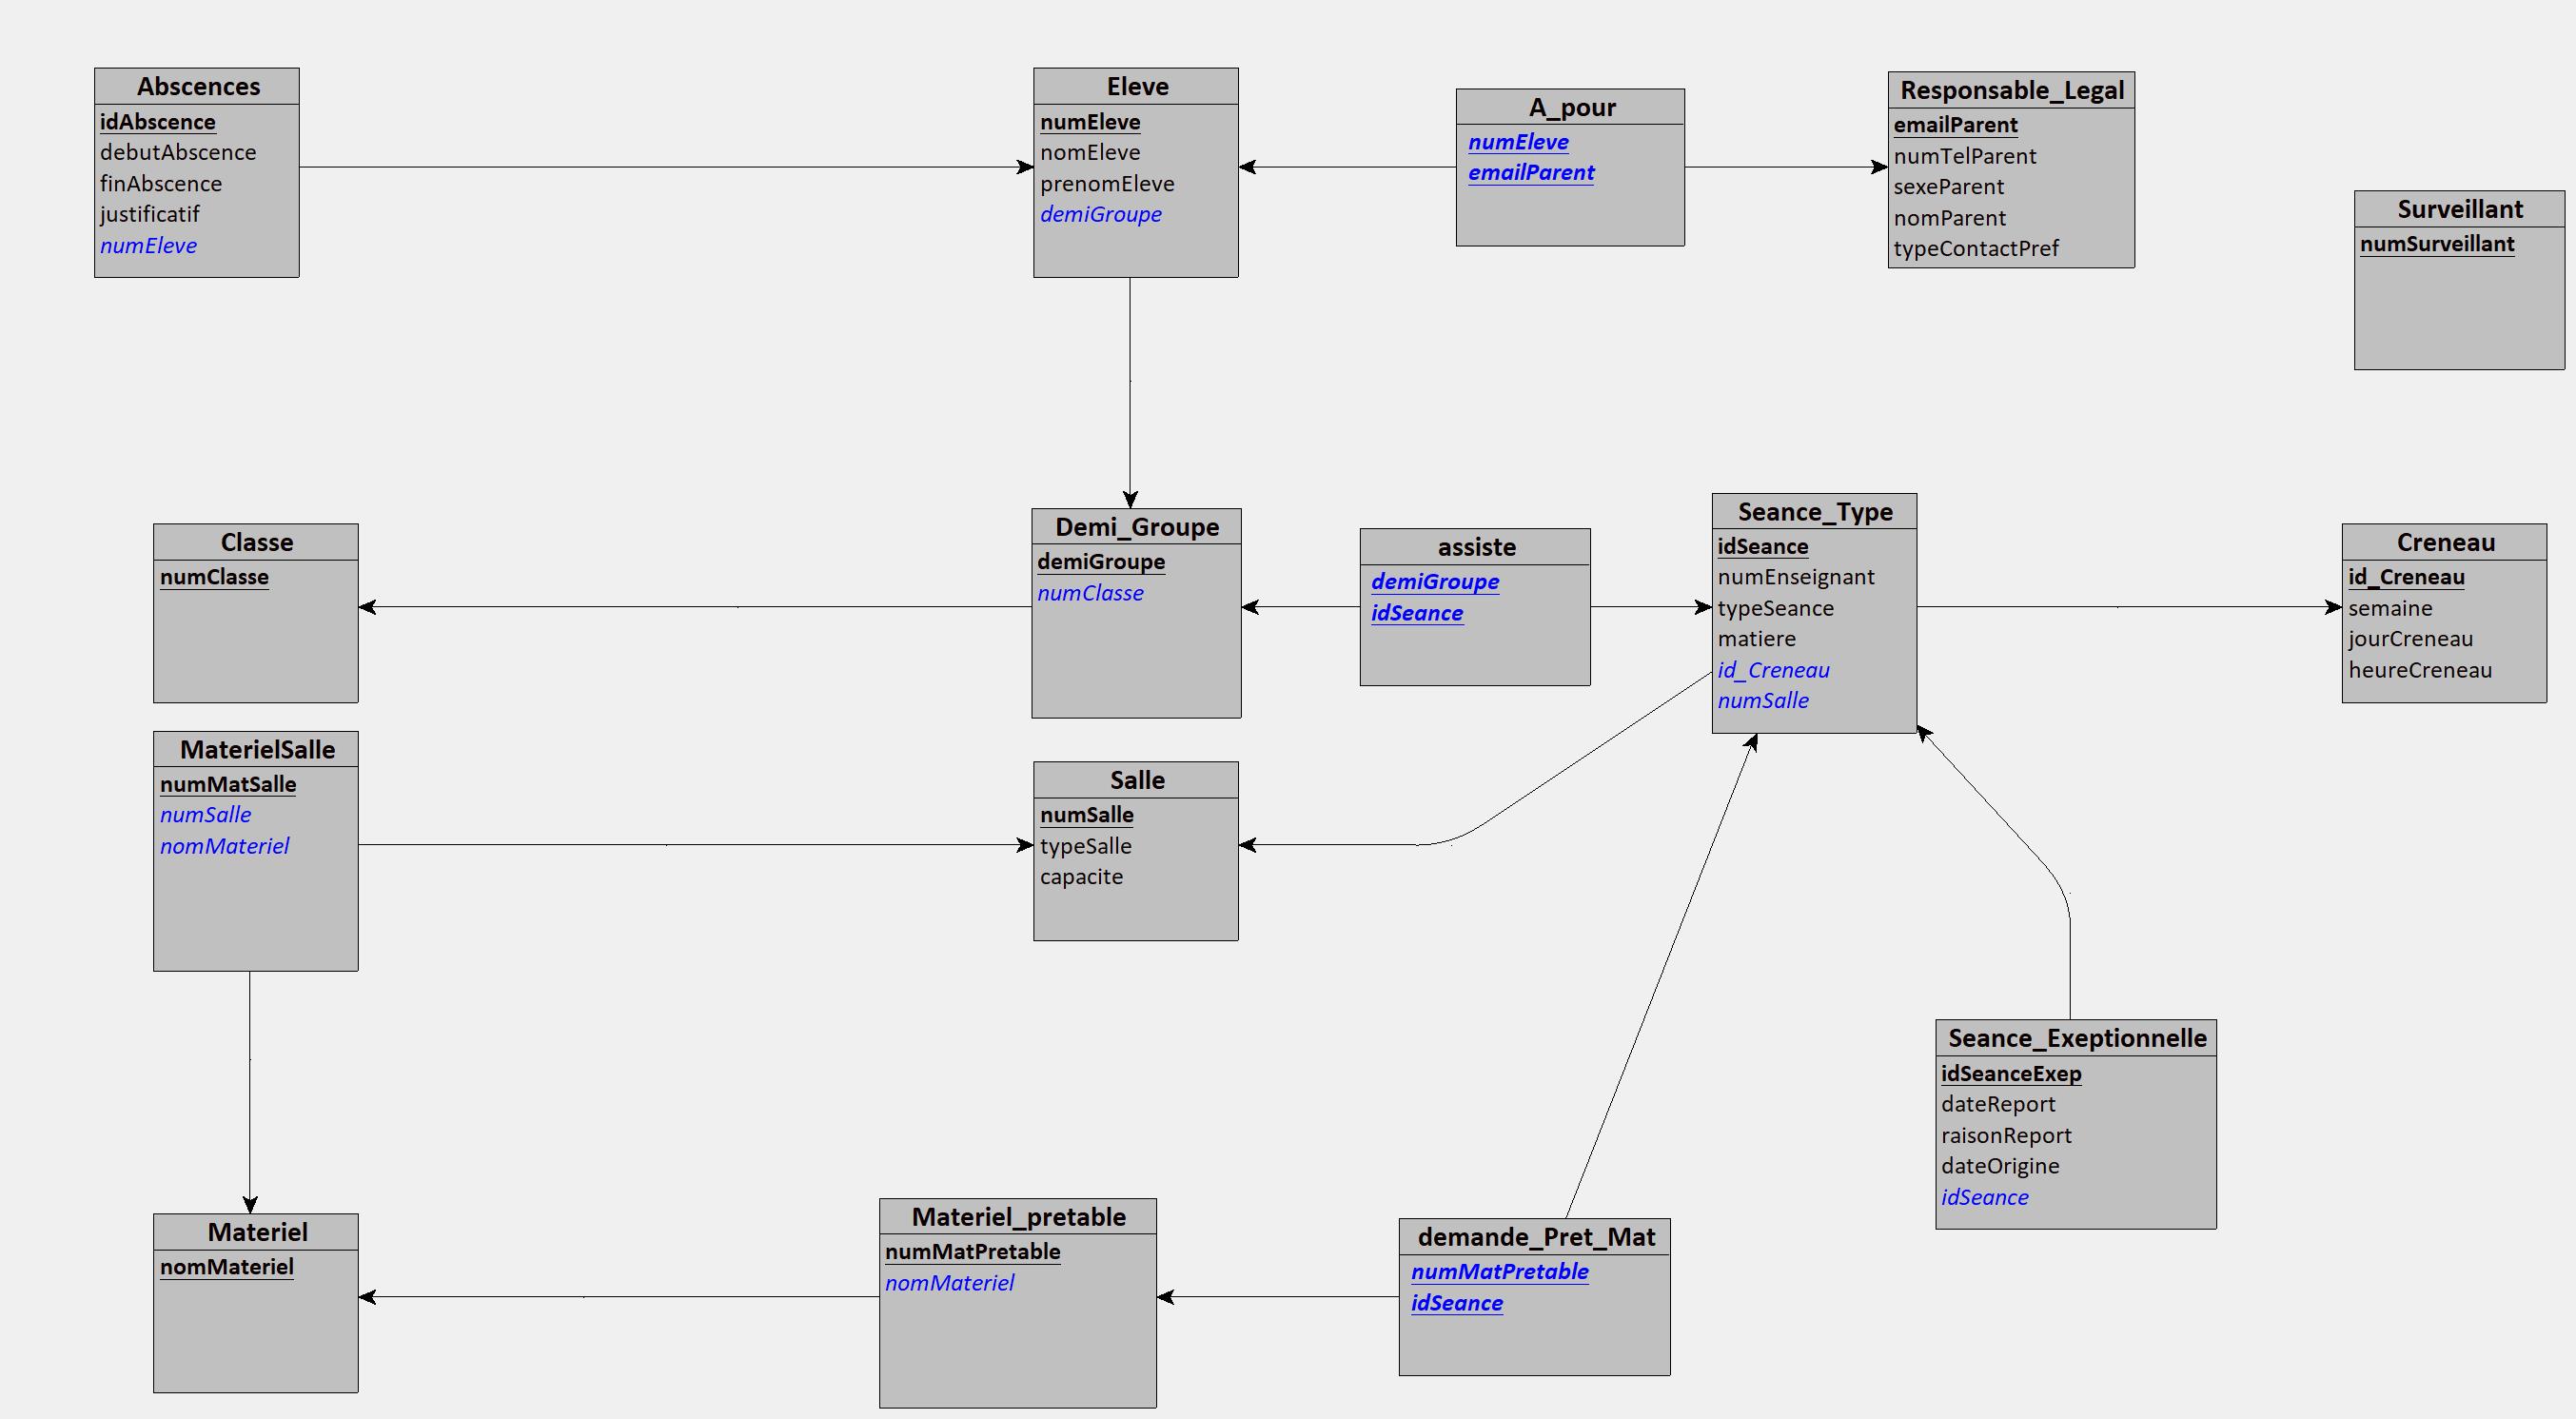 Abscences
idAbscence
debutAbscence
finAbscence
justificatif
numEleve
Eleve
numEleve
nomEleve
prenomEleve
demiGroupe
A_pour
numEleve
emailParent
Responsable_Legal
emailParent
numTelParent
sexeParent
nomParent
typeContactPref
Surveillant
numSurveillant
Classe
numClasse
Demi_Groupe
demiGroupe
numClasse
assiste
demiGroupe
idSeance
Seance_Type
idSeance
numEnseignant
typeSeance
matiere
id_Creneau
numSalle
Creneau
id_Creneau
semaine
jourCreneau
heureCreneau
MaterielSalle
numMatSalle
numSalle
nomMateriel
Salle
numSalle
typeSalle
capacite
Seance_Exeptionnelle
idSeanceExep
dateReport
raisonReport
dateOrigine
idSeance
Materiel
nomMateriel
Materiel_pretable
numMatPretable
nomMateriel
demande_Pret_Mat
numMatPretable
idSeance